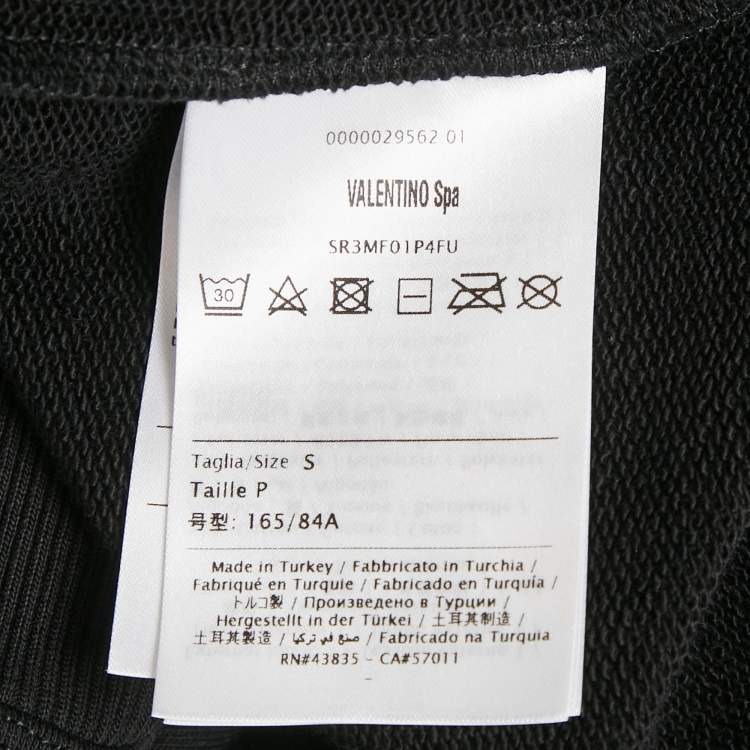 0000029562 01
VALENTINO Spa
SR3MF01P4FU
30
Taglia/Size S
Taille P
号型: 165/84A
Made in Turkey / Fabbricato in Turchia /
Fabriqué en Turquie / Fabricado en Turquía /
トルコ製 / Произведено в Турции /
Hergestellt in der Türkei / 土耳其制造 /
土耳其製造 / صنع في تركيا / Fabricado na Turquia
RN#43835 - CA#57011
-